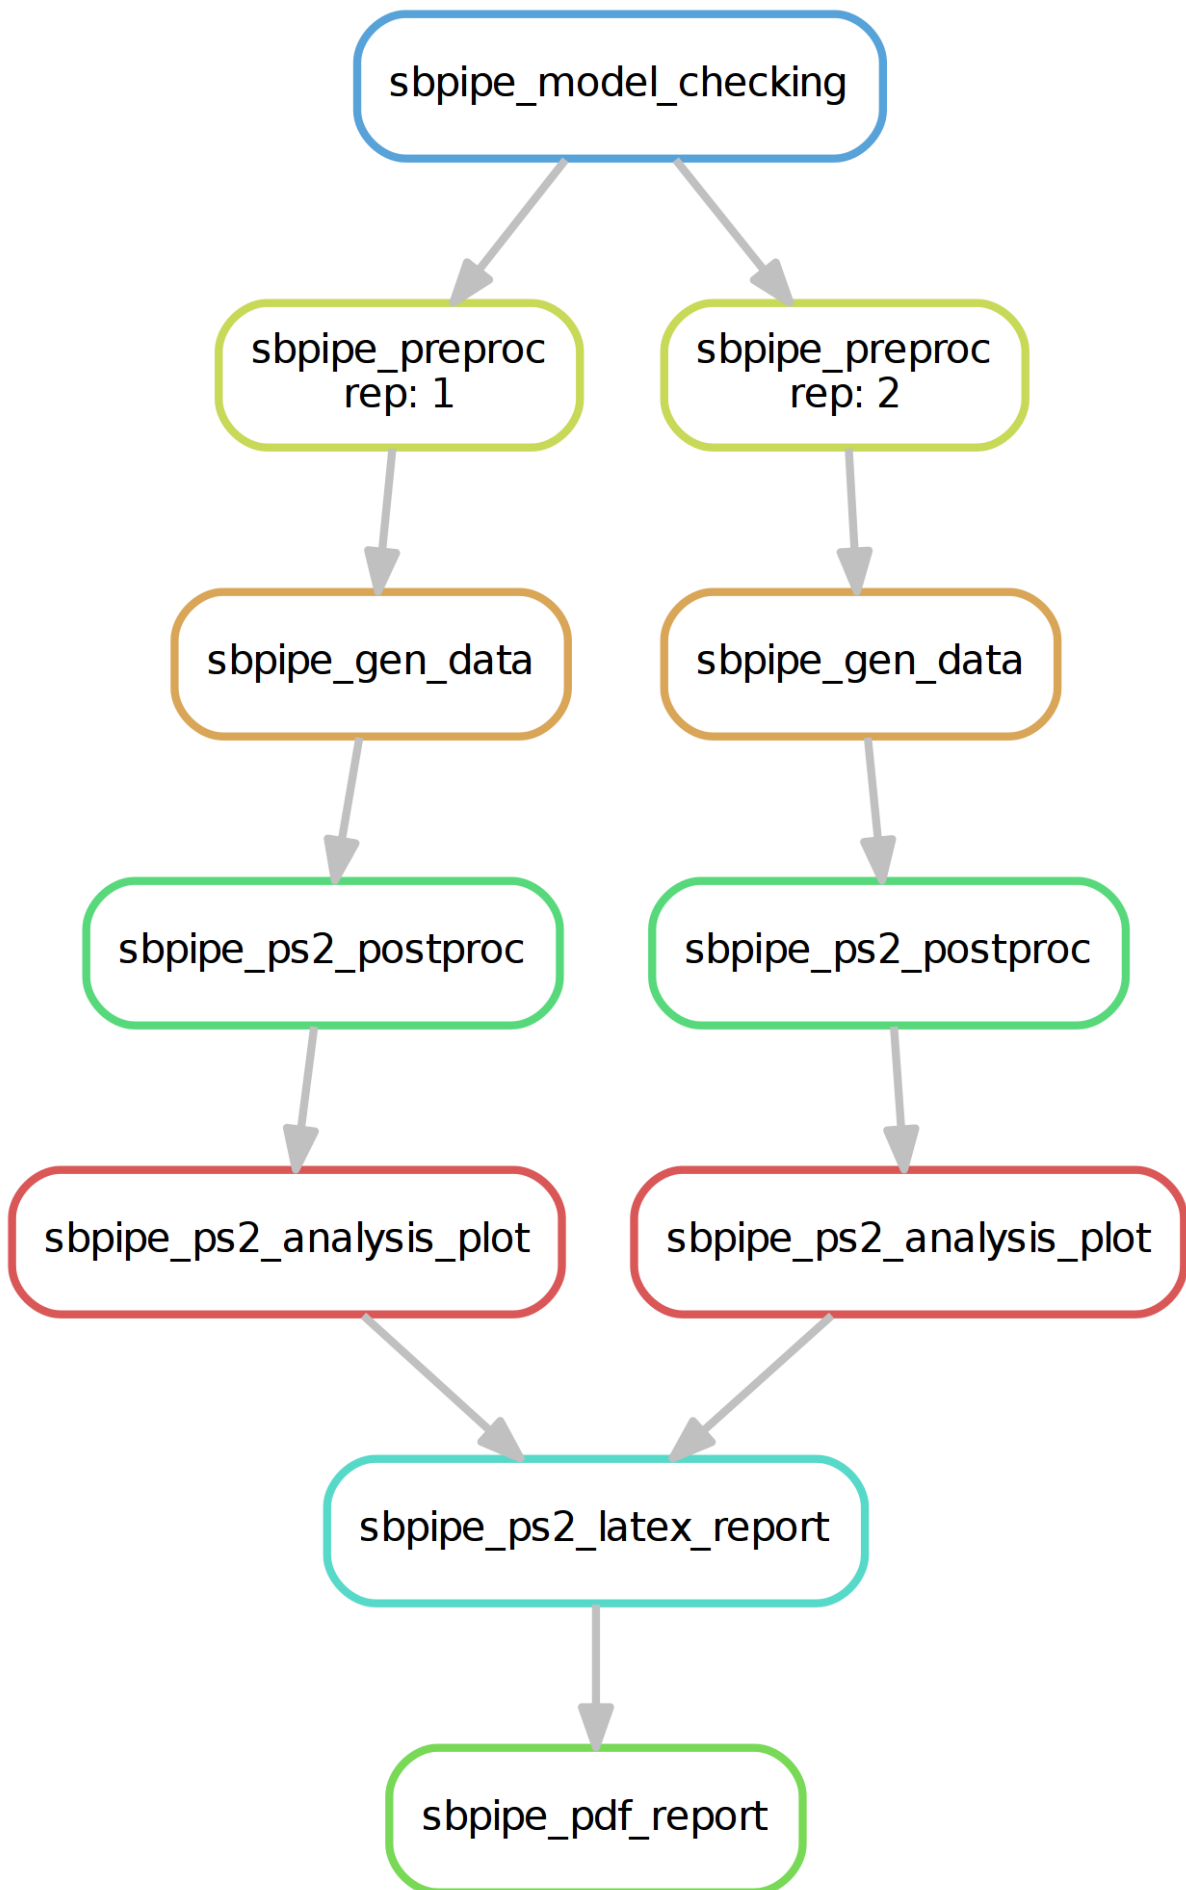 sbpipe_model_checking
sbpipe_preproc
rep: 1
sbpipe_preproc
rep: 2
sbpipe_gen_data
sbpipe_gen_data
sbpipe_ps2_postproc
sbpipe_ps2_postproc
sbpipe_ps2_analysis_plot
sbpipe_ps2_analysis_plot
sbpipe_ps2_latex_report
sbpipe_pdf_report